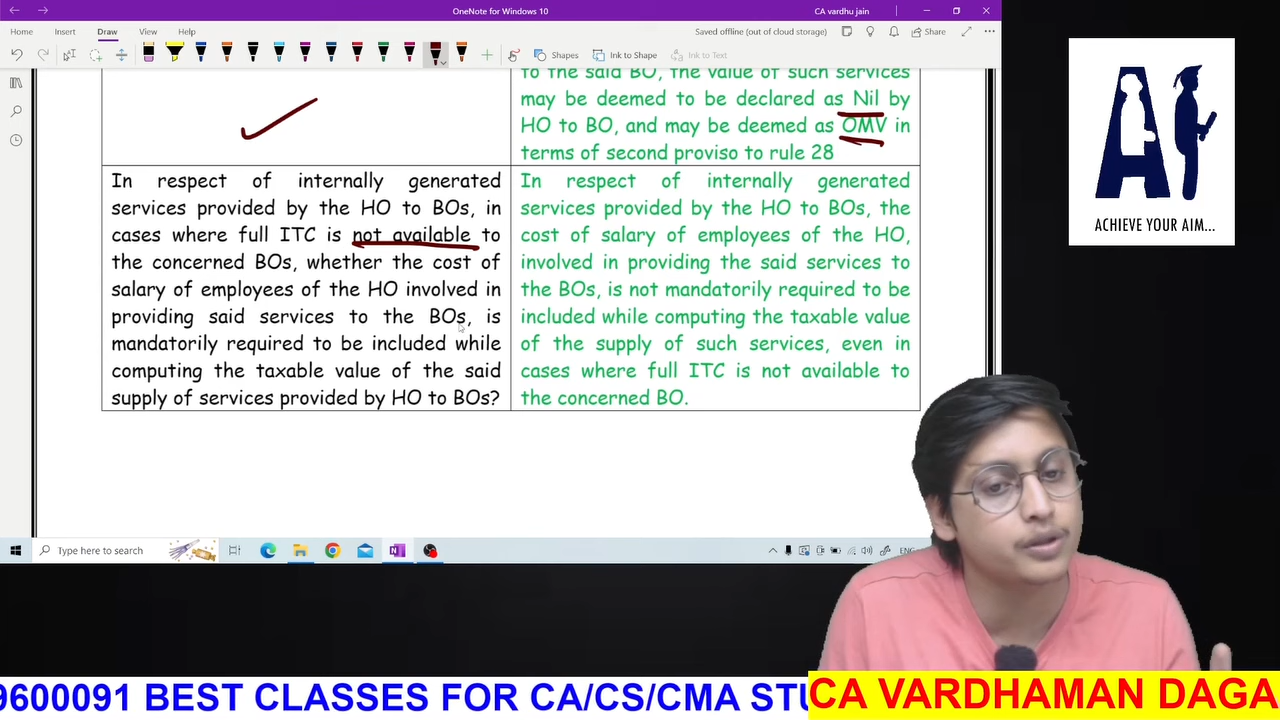 OneNote for Windows 10
CA vardhu jain
Home Insert Draw View Help
Saved offline (out of cloud storage)
Share
Shapes
Ink to Shape
Ink to Text
to the said BO, the value of such services
may be deemed to be declared as Nil by
HO to BO, and may be deemed as OMV in
terms of second proviso to rule 28
In respect of internally generated
services provided by the HO to BOs, in
cases where full ITC is not available to
the concerned BOs, whether the cost of
salary of employees of the HO involved in
providing said services to the BOs, is
mandatorily required to be included while
computing the taxable value of the said
supply of services provided by HO to BOs?
In respect of internally generated
services provided by the HO to BOs, the
cost of salary of employees of the HO,
involved in providing the said services to
the BOs, is not mandatorily required to be
included while computing the taxable value
of the supply of such services, even in
cases where full ITC is not available to
the concerned BO.
A
ACHIEVE YOUR AIM...
Type here to search
ENG
9600091 BEST CLASSES FOR CA/CS/CMA STU
CA VARDHAMAN DAGA